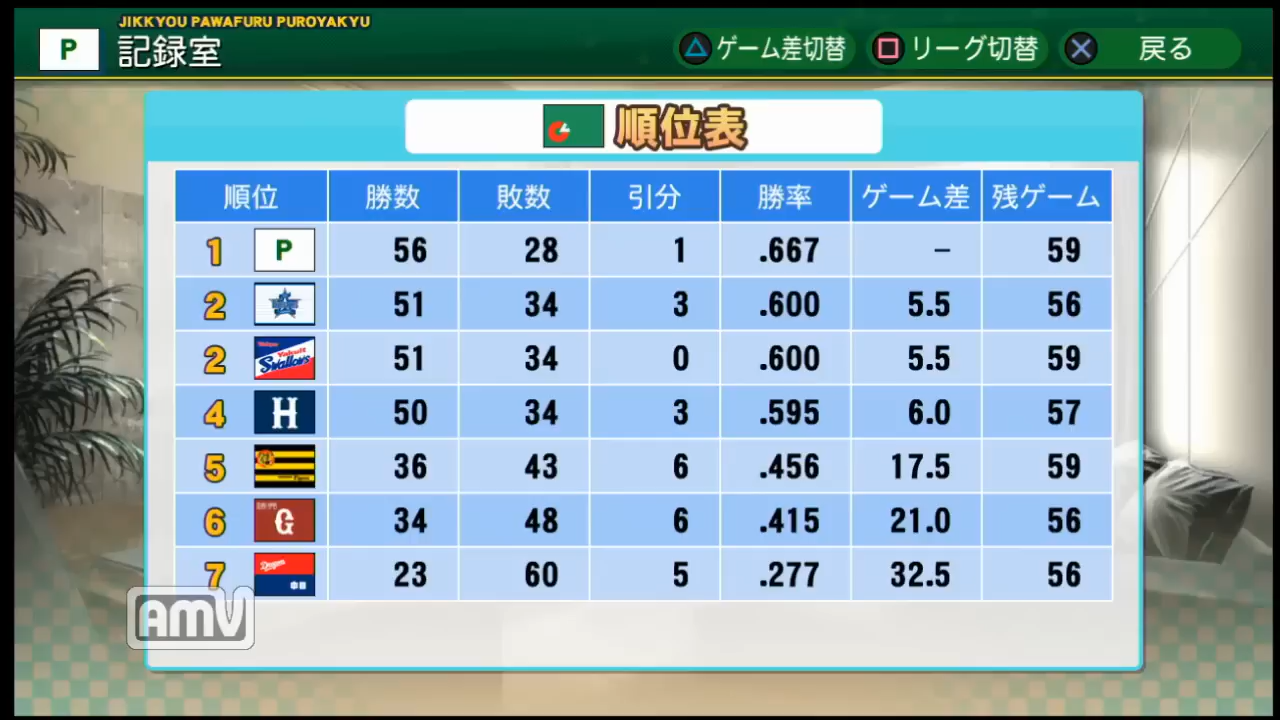 JIKKYOU PAWAFURU PUROYAKYU
P 記録室 △ゲーム差切替 □リーグ切替 ×戻る
順位表
順位 勝数 敗数 引分 勝率 ゲーム差 残ゲーム
1 P 56 28 1 .667 － 59
2 51 34 3 .600 5.5 56
2 Yakult Swallows 51 34 0 .600 5.5 59
4 H 50 34 3 .595 6.0 57
5 Tigers 36 43 6 .456 17.5 59
6 G 34 48 6 .415 21.0 56
7 Dragons 中日 23 60 5 .277 32.5 56
AMV